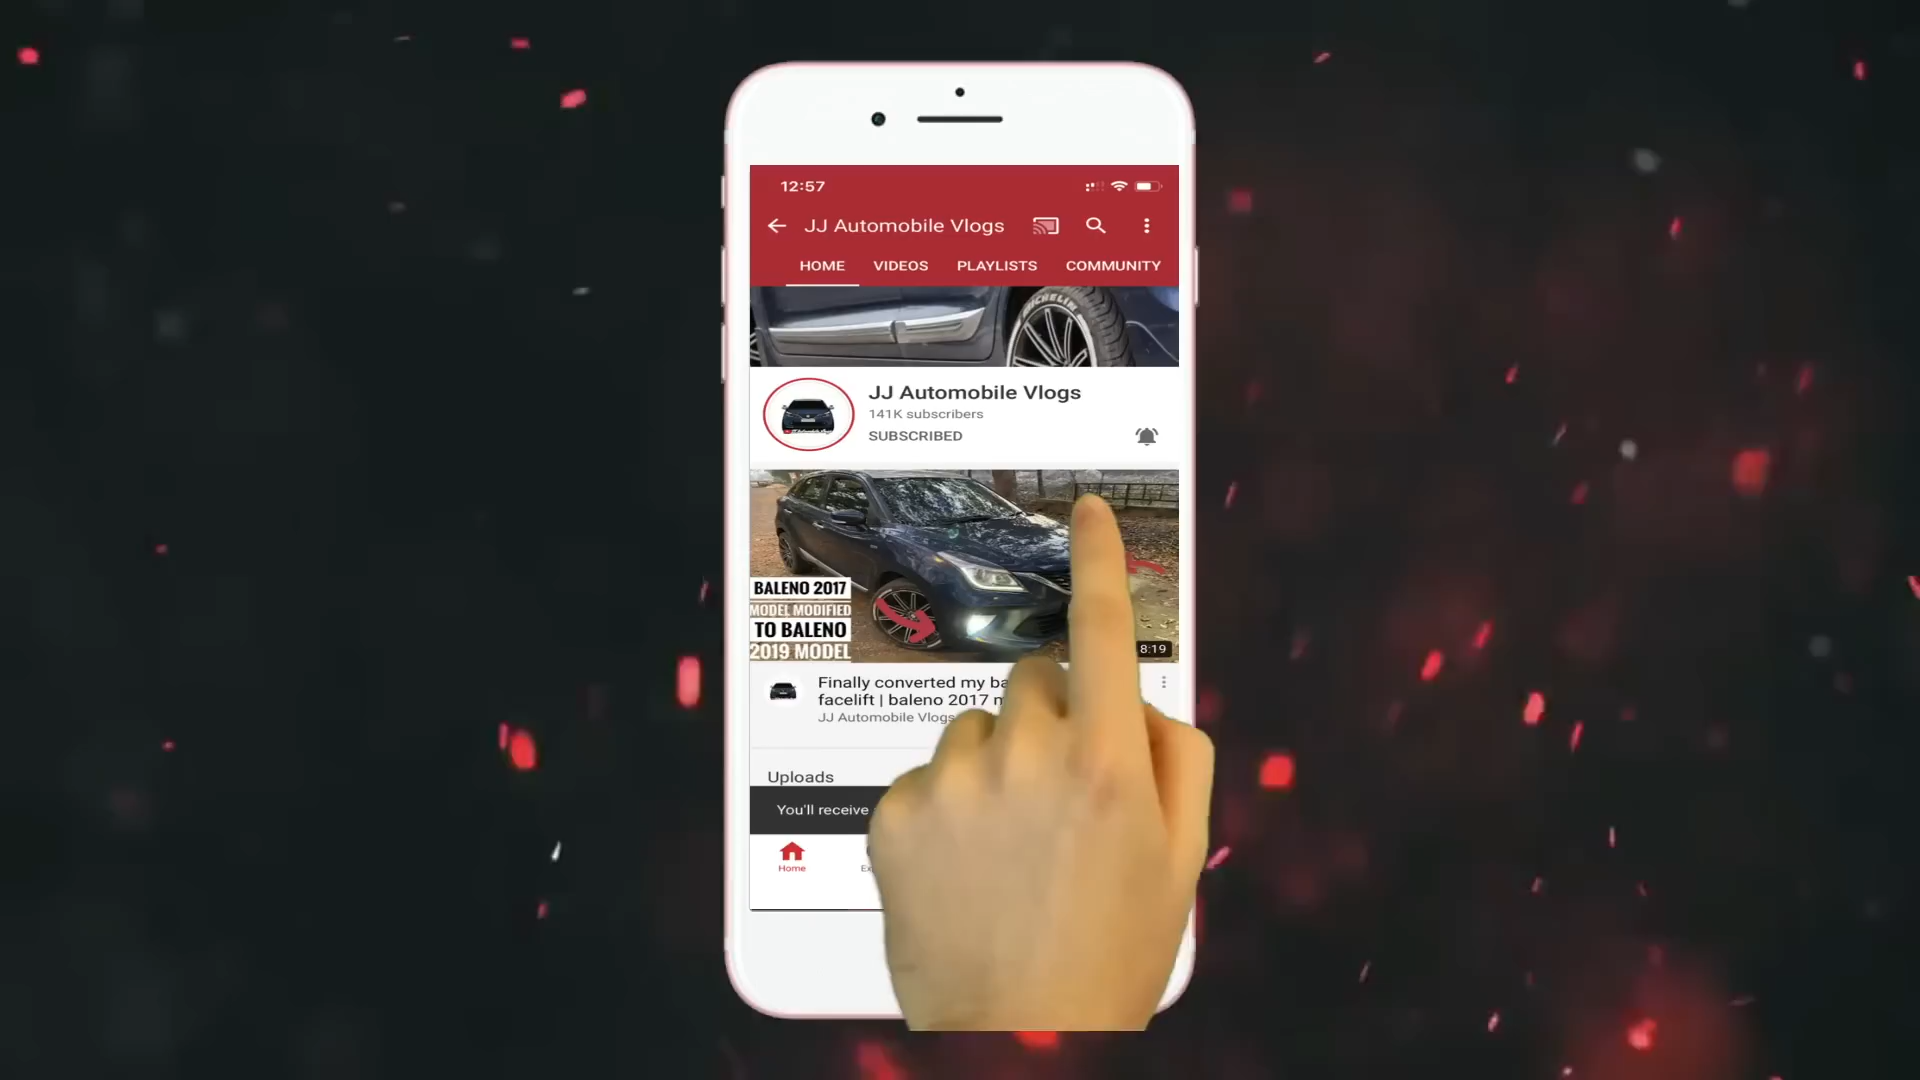 12:57
JJ Automobile Vlogs
HOME VIDEOS PLAYLISTS COMMUNITY
MICHELIN
JJ Automobile Vlogs
141K subscribers
SUBSCRIBED
BALENO 2017
MODEL MODIFIED
TO BALENO
2019 MODEL
8:19
Finally converted my
facelift | baleno 2017
JJ Automobile Vlogs
Uploads
You'll receive
Home